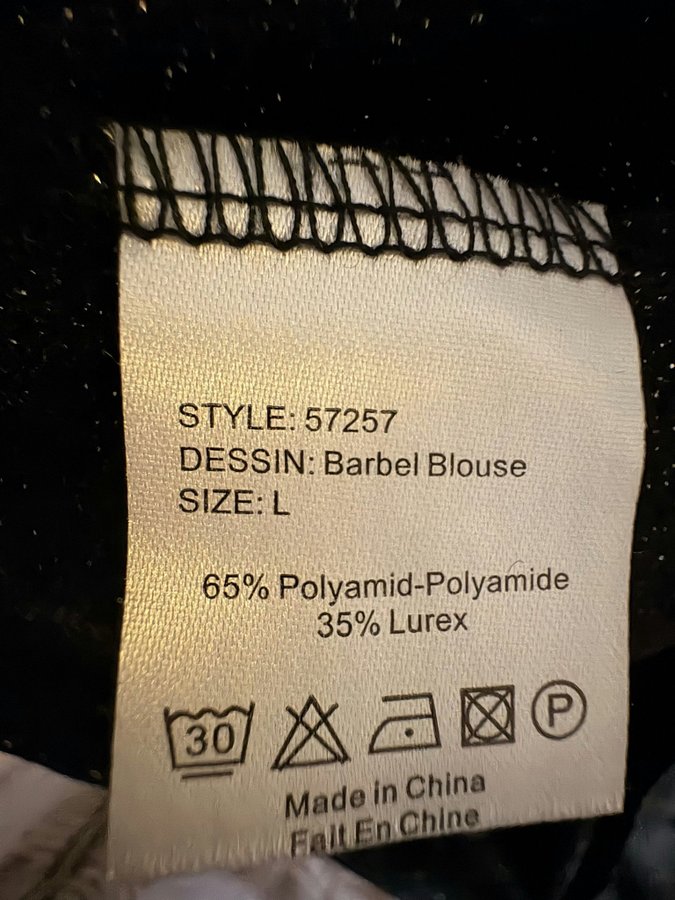 STYLE: 57257
DESSIN: Barbel Blouse
SIZE: L
65% Polyamid-Polyamide
35% Lurex
30
P
Made in China
Fait En Chine